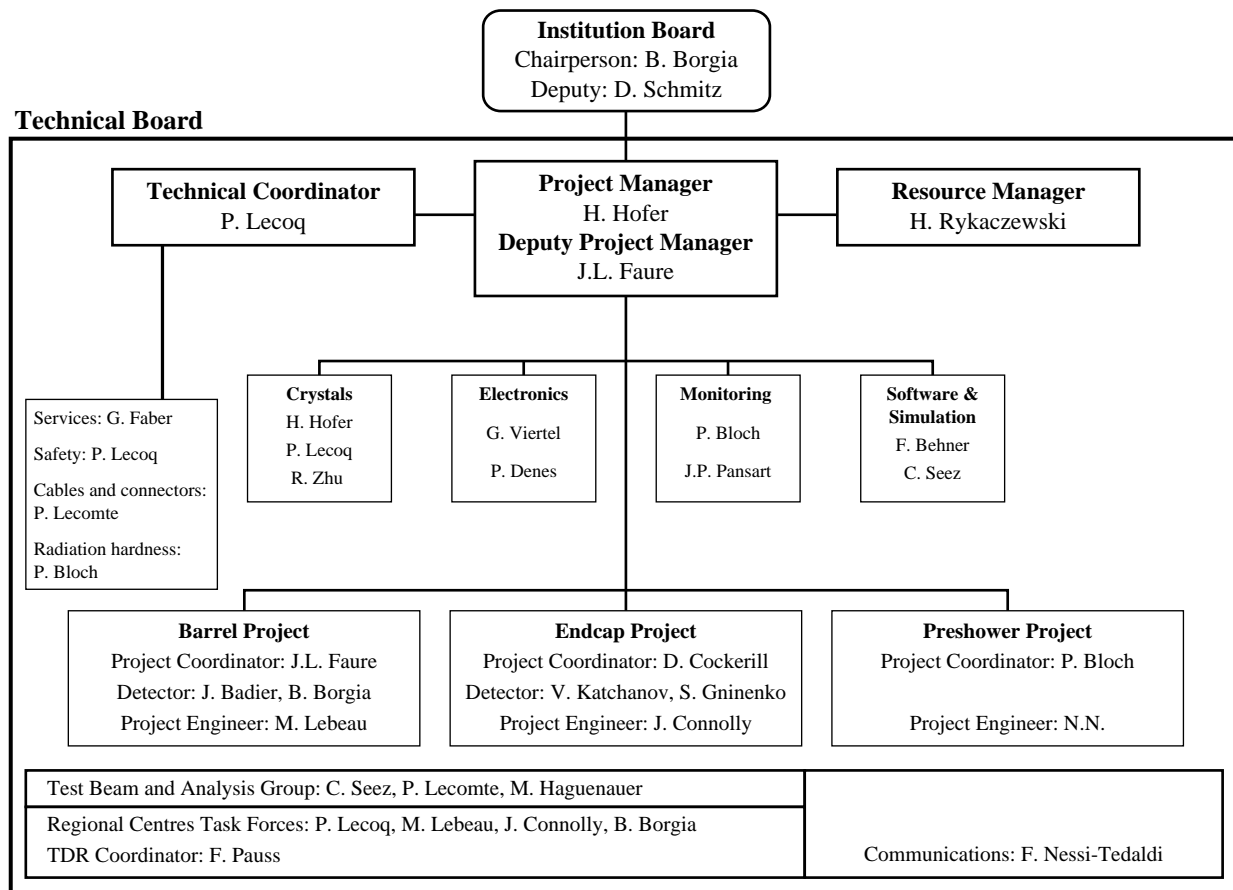 Institution Board
Chairperson: B. Borgia
Deputy: D. Schmitz
Technical Board
Technical Coordinator
P. Lecoq
Project Manager
H. Hofer
Deputy Project Manager
J.L. Faure
Resource Manager
H. Rykaczewski
Crystals
H. Hofer
P. Lecoq
R. Zhu
Electronics
G. Viertel
P. Denes
Monitoring
P. Bloch
J.P. Pansart
Software &
Simulation
F. Behner
C. Seez
Services: G. Faber
Safety: P. Lecoq
Cables and connectors:
P. Lecomte
Radiation hardness:
P. Bloch
Barrel Project
Project Coordinator: J.L. Faure
Detector: J. Badier, B. Borgia
Project Engineer: M. Lebeau
Endcap Project
Project Coordinator: D. Cockerill
Detector: V. Katchanov, S. Gninenko
Project Engineer: J. Connolly
Preshower Project
Project Coordinator: P. Bloch
Project Engineer: N.N.
Test Beam and Analysis Group: C. Seez, P. Lecomte, M. Haguenauer
Regional Centres Task Forces: P. Lecoq, M. Lebeau, J. Connolly, B. Borgia
TDR Coordinator: F. Pauss
Communications: F. Nessi-Tedaldi